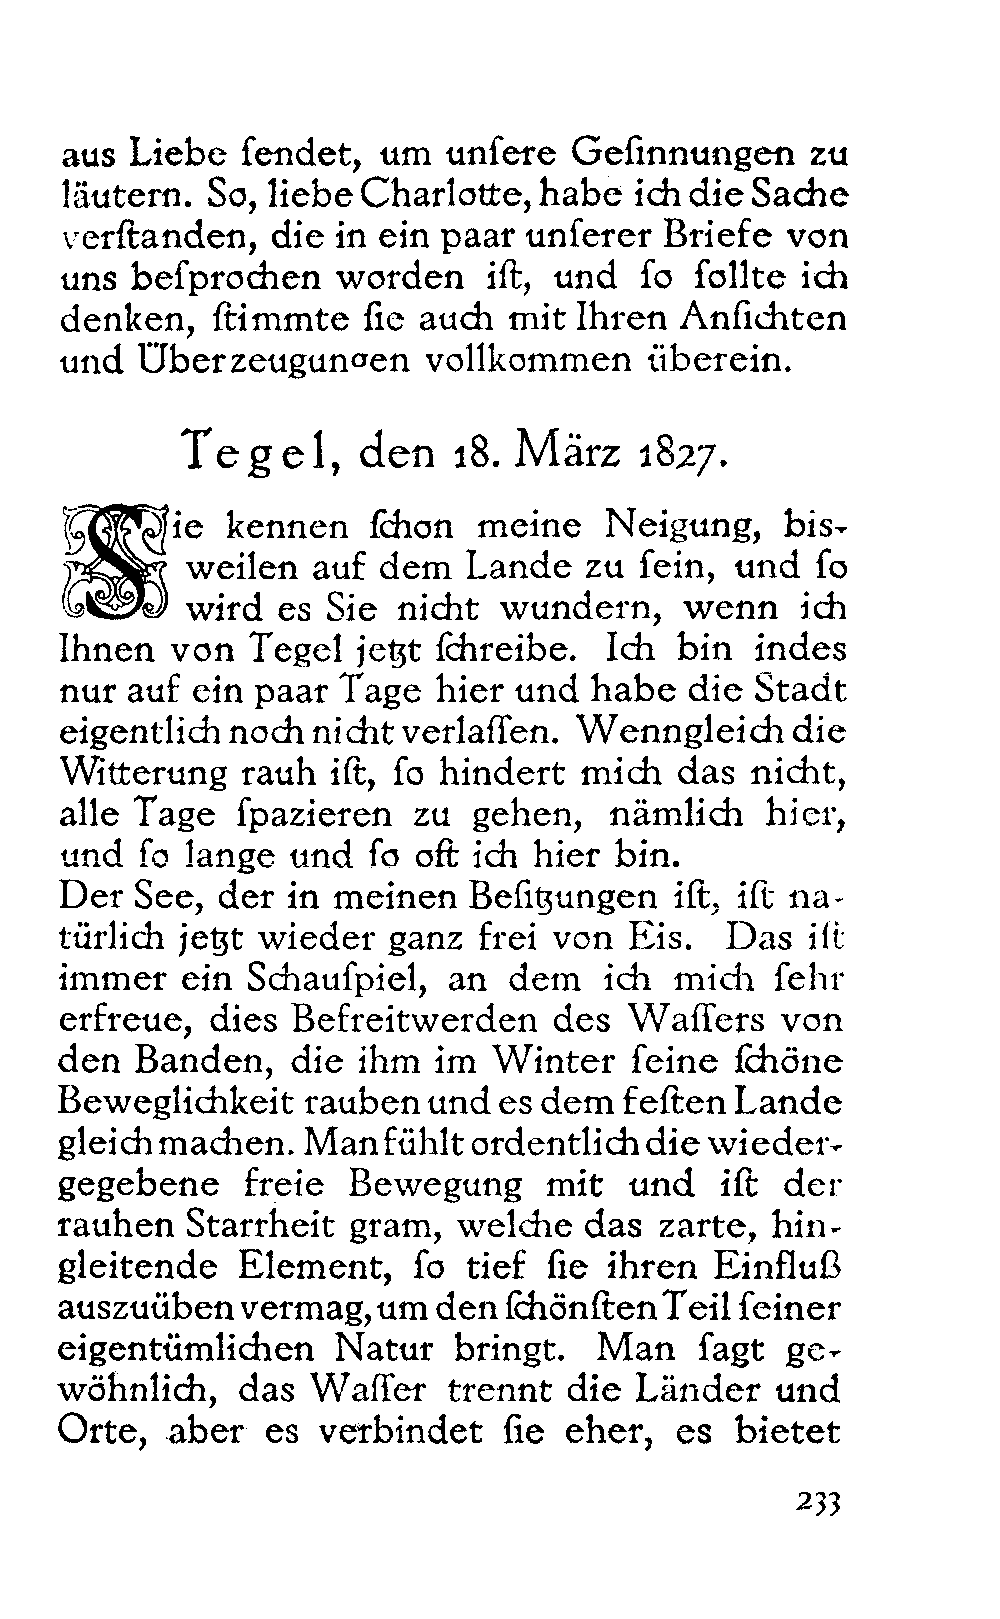 aus Liebe ſendet, um unſere Geſinnungen zu
läutern. So, liebe Charlotte, habe ich die Sache
verſtanden, die in ein paar unſerer Briefe von
uns beſprochen worden iſt, und ſo ſollte ich
denken, ſtimmte ſie auch mit Ihren Anſichten
und Überzeugungen vollkommen überein.
Tegel, den 18. März 1827.
Sie kennen ſchon meine Neigung, bis-
weilen auf dem Lande zu ſein, und ſo
wird es Sie nicht wundern, wenn ich
Ihnen von Tegel jetzt ſchreibe. Ich bin indes
nur auf ein paar Tage hier und habe die Stadt
eigentlich noch nicht verlaſſen. Wenngleich die
Witterung rauh iſt, ſo hindert mich das nicht,
alle Tage ſpazieren zu gehen, nämlich hier,
und ſo lange und ſo oft ich hier bin.
Der See, der in meinen Beſitzungen iſt, iſt na-
türlich jetzt wieder ganz frei von Eis. Das iſt
immer ein Schauſpiel, an dem ich mich ſehr
erfreue, dies Befreitwerden des Waſſers von
den Banden, die ihm im Winter ſeine ſchöne
Beweglichkeit rauben und es dem feſten Lande
gleich machen. Man fühlt ordentlich die wieder-
gegebene freie Bewegung mit und iſt der
rauhen Starrheit gram, welche das zarte, hin-
gleitende Element, ſo tief ſie ihren Einfluß
auszuüben vermag, um den ſchönſten Teil ſeiner
eigentümlichen Natur bringt. Man ſagt ge-
wöhnlich, das Waſſer trennt die Länder und
Orte, aber es verbindet ſie eher, es bietet
233